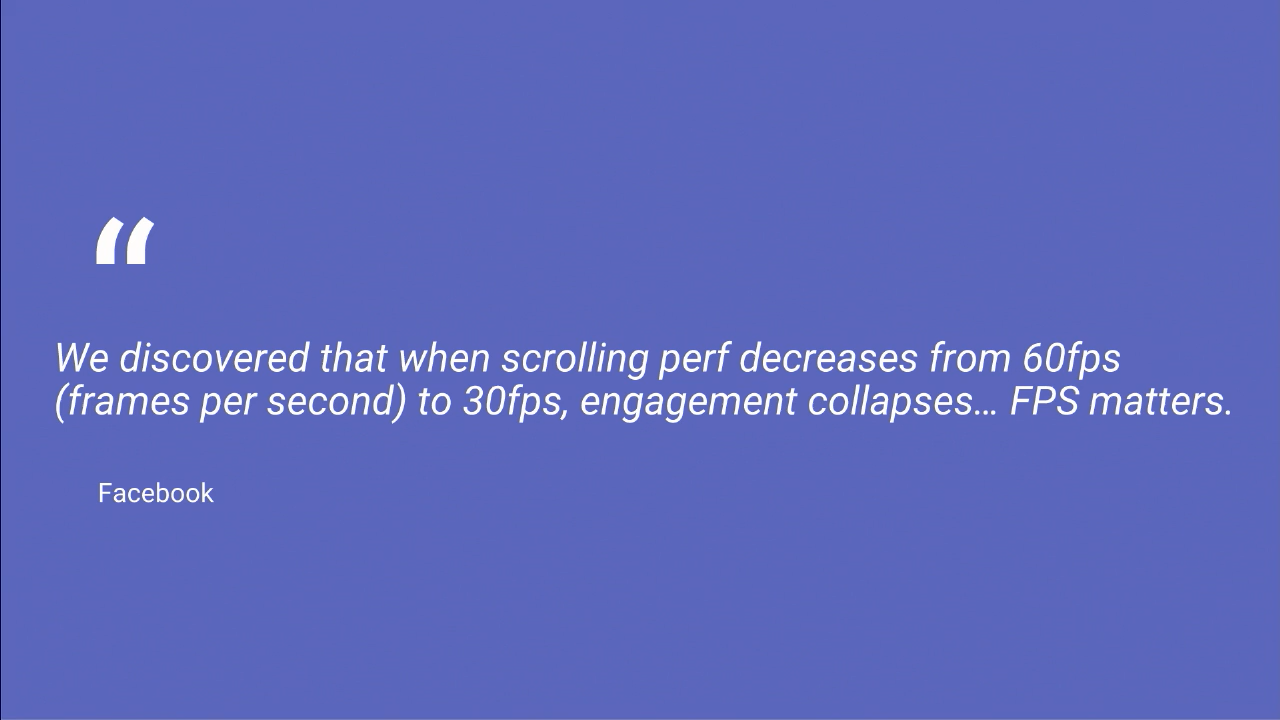 “
We discovered that when scrolling perf decreases from 60fps
(frames per second) to 30fps, engagement collapses... FPS matters.
Facebook